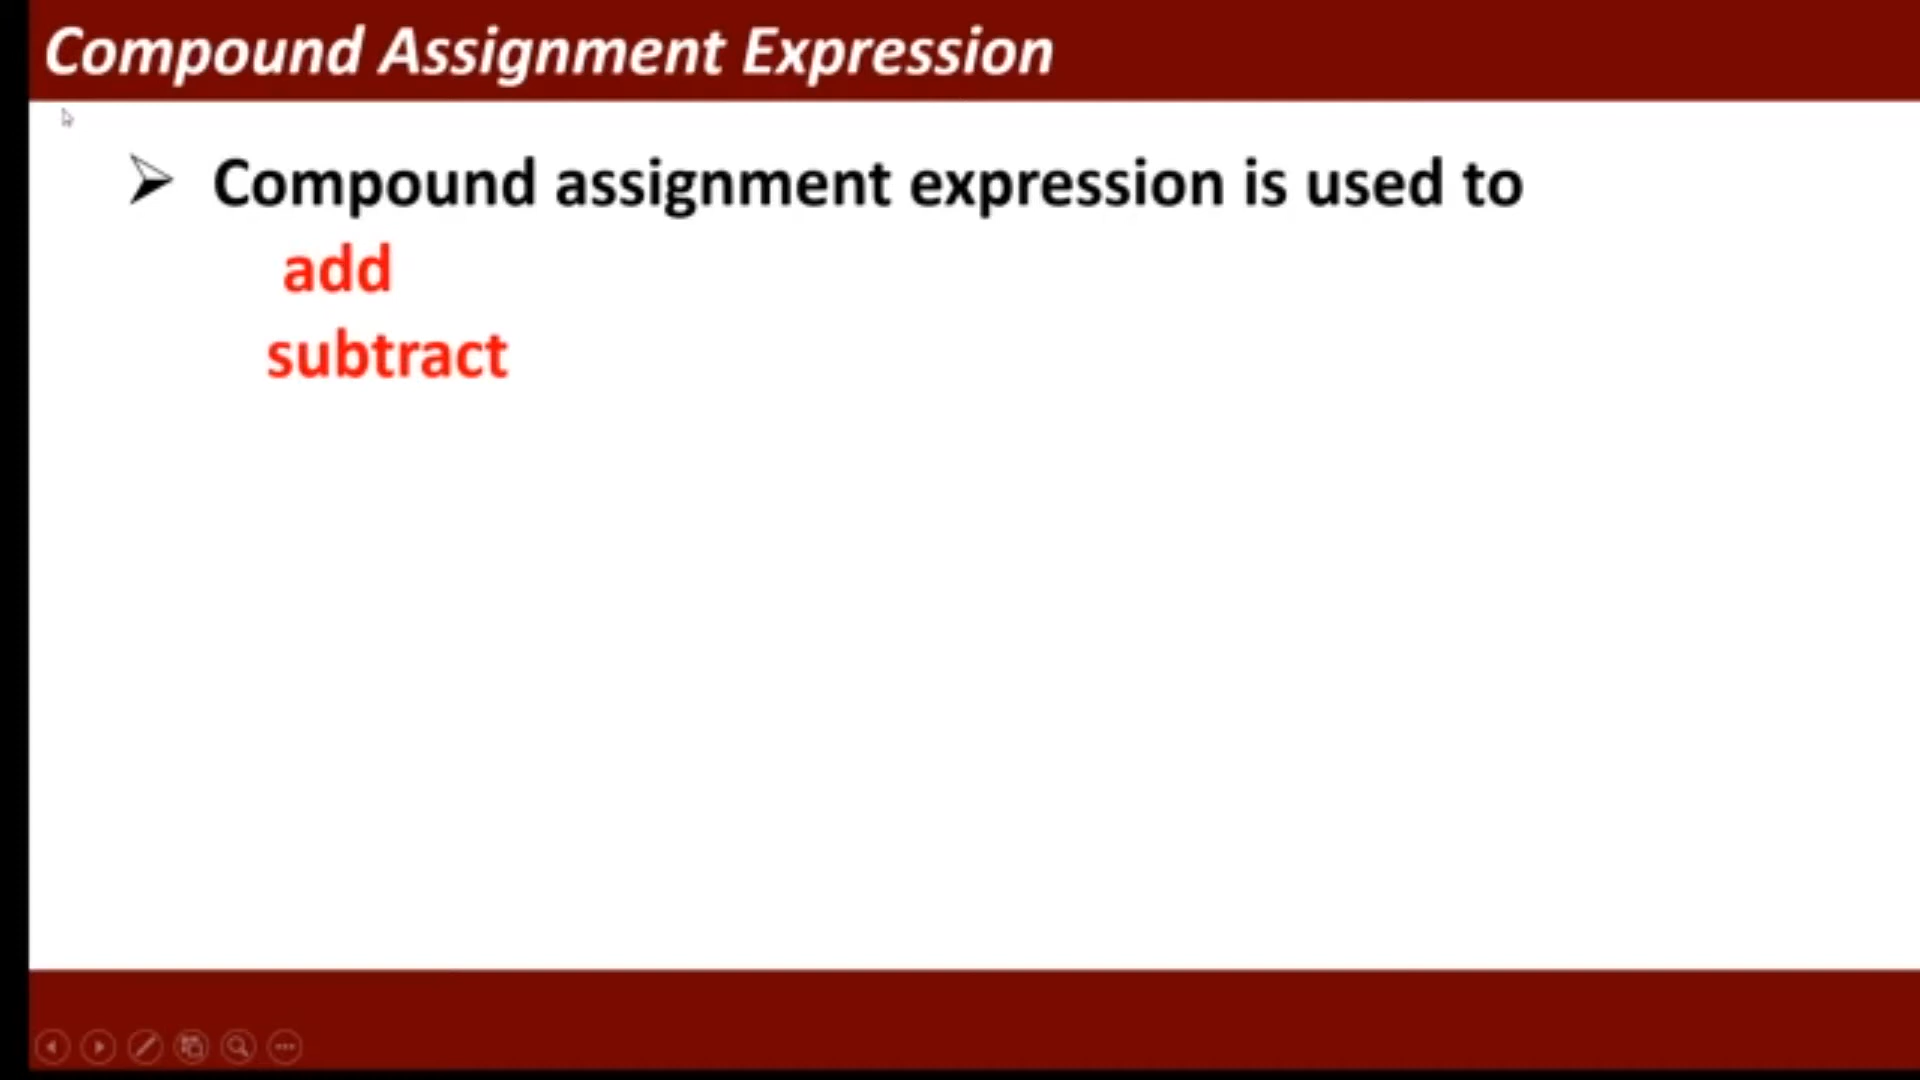 Compound Assignment Expression
Compound assignment expression is used to
add
subtract